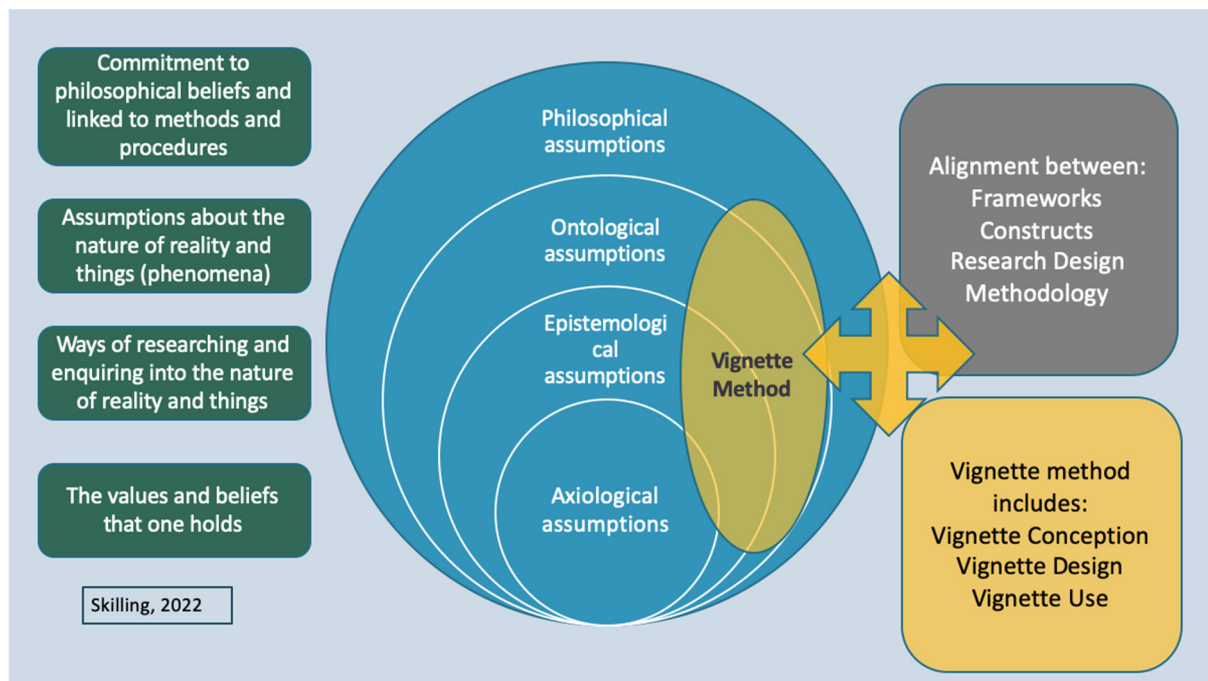 Commitment to
philosophical beliefs and
linked to methods and
procedures
Assumptions about the
nature of reality and
things (phenomena)
Ways of researching and
enquiring into the nature
of reality and things
The values and beliefs
that one holds
Skilling, 2022
Philosophical
assumptions
Ontological
assumptions
Epistemologi
cal
assumptions
Axiological
assumptions
Vignette
Method
Alignment between:
Frameworks
Constructs
Research Design
Methodology
Vignette method
includes:
Vignette Conception
Vignette Design
Vignette Use